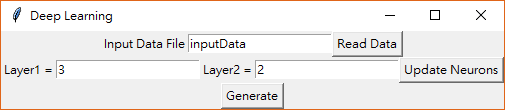 Deep Learning
Input Data File inputData Read Data
Layer1 = 3 Layer2 = 2 Update Neurons
Generate